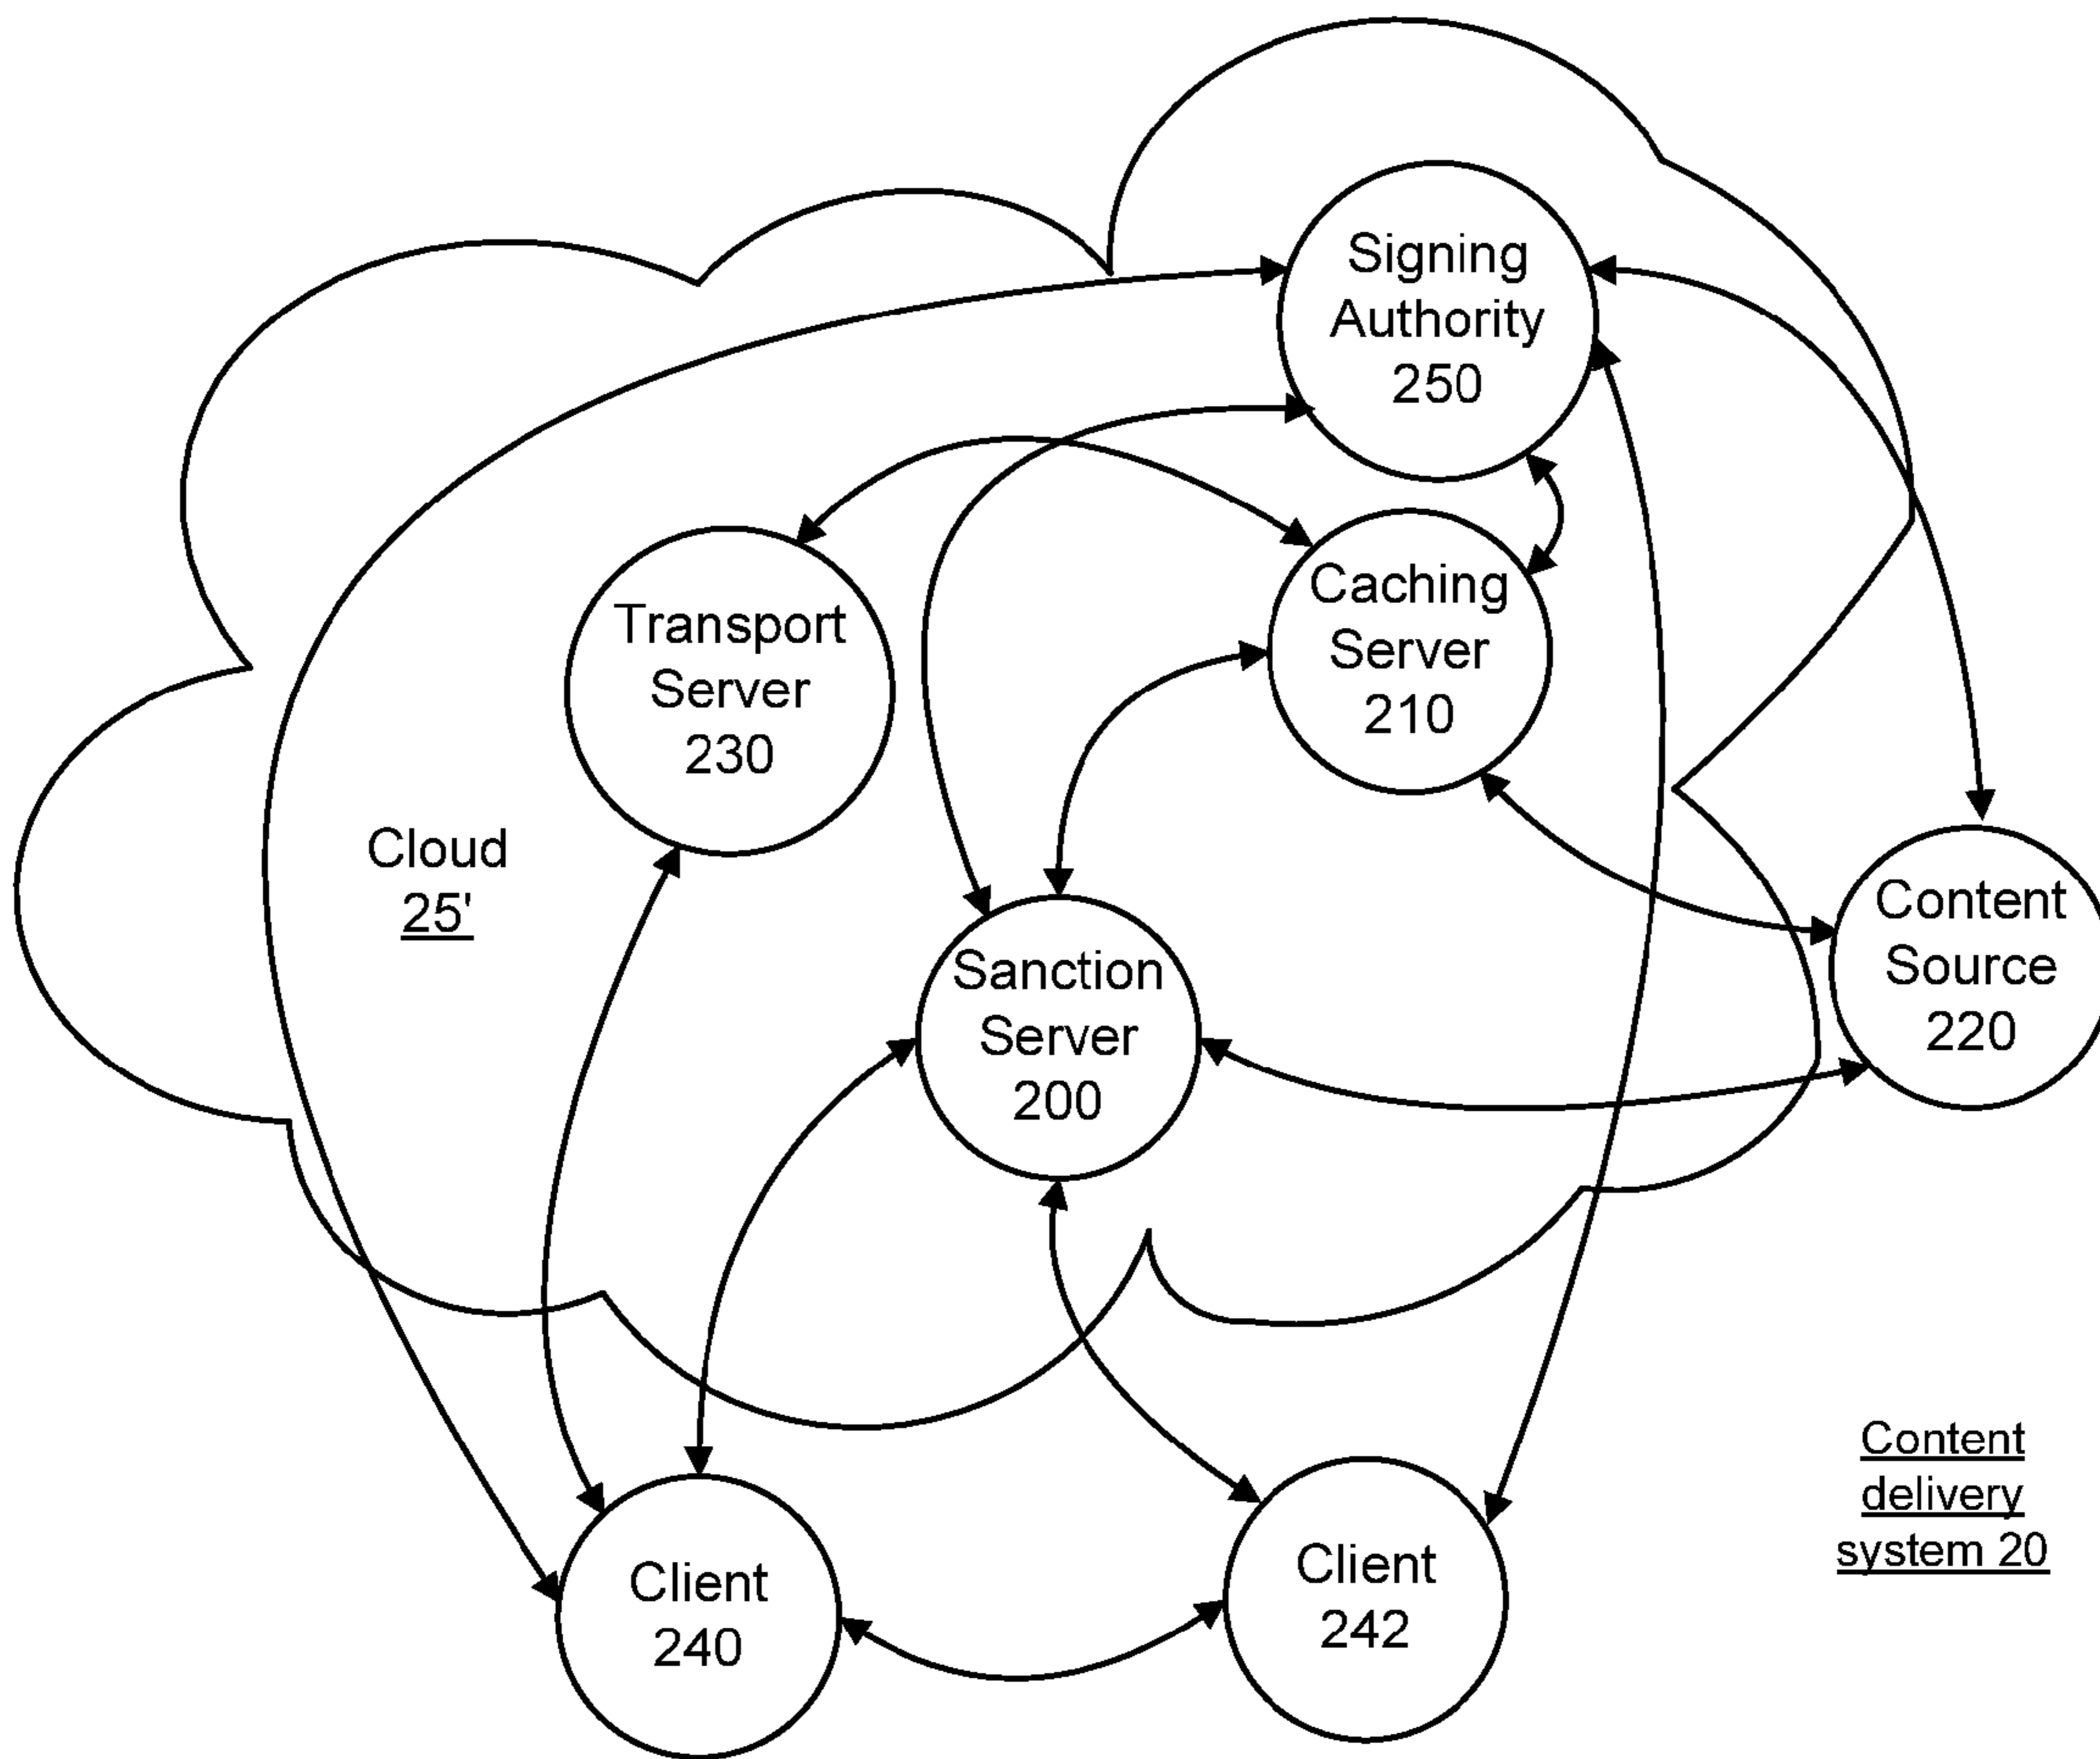 Signing
Authority
250
Caching
Server
210
Transport
Server
230
Cloud
25'
Content
Source
220
Sanction
Server
200
Content
delivery
system 20
Client
240
Client
242